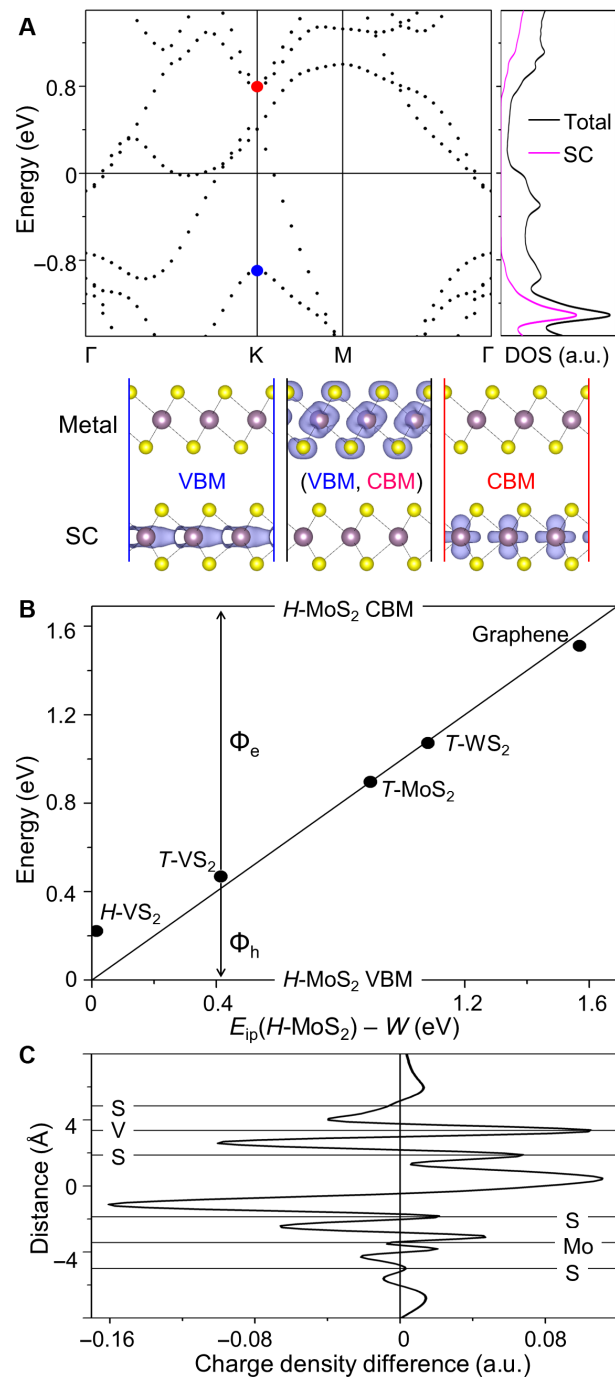 A
Energy (eV)
0.8
0
−0.8
Γ
K
M
Γ
Total
SC
DOS (a.u.)
Metal
VBM
(VBM, CBM)
CBM
SC
B
Energy (eV)
1.6
1.2
0.8
0.4
0
H-MoS2 CBM
Graphene
Φe
T-WS2
T-MoS2
T-VS2
H-VS2
Φh
H-MoS2 VBM
0
0.4
1.2
1.6
Eip(H-MoS2) – W (eV)
C
Distance (Å)
4
0
−4
S
V
S
S
Mo
S
−0.16
−0.08
0
0.08
Charge density difference (a.u.)